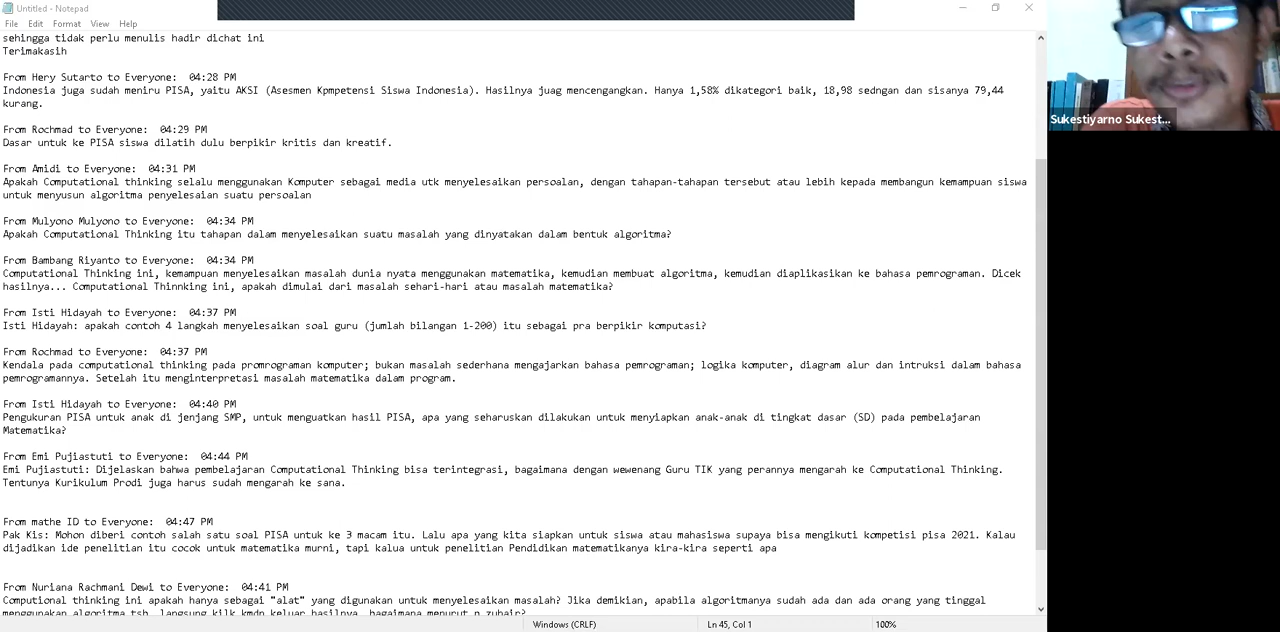 Untitled - Notepad
File Edit Format View Help
sehingga tidak perlu menulis hadir dichat ini
Terimakasih
From Hery Sutarto to Everyone: 04:28 PM
Indonesia juga sudah meniru PISA, yaitu AKSI (Asesmen Kpmpetensi Siswa Indonesia). Hasilnya juag mencengangkan. Hanya 1,58% dikategori baik, 18,98 sedngan dan sisanya 79,44
kurang.
From Rochmad to Everyone: 04:29 PM
Dasar untuk ke PISA siswa dilatih dulu berpikir kritis dan kreatif.
From Amidi to Everyone: 04:31 PM
Apakah Computational thinking selalu menggunakan Komputer sebagai media utk menyelesaikan persoalan, dengan tahapan-tahapan tersebut atau lebih kepada membangun kemampuan siswa
untuk menyusun algoritma penyelesaian suatu persoalan
From Mulyono Mulyono to Everyone: 04:34 PM
Apakah Computational Thinking itu tahapan dalam menyelesaikan suatu masalah yang dinyatakan dalam bentuk algoritma?
From Bambang Riyanto to Everyone: 04:34 PM
Computational Thinking ini, kemampuan menyelesaikan masalah dunia nyata menggunakan matematika, kemudian membuat algoritma, kemudian diaplikasikan ke bahasa pemrograman. Dicek
hasilnya... Computational Thinnking ini, apakah dimulai dari masalah sehari-hari atau masalah matematika?
From Isti Hidayah to Everyone: 04:37 PM
Isti Hidayah: apakah contoh 4 langkah menyelesaikan soal guru (jumlah bilangan 1-200) itu sebagai pra berpikir komputasi?
From Rochmad to Everyone: 04:37 PM
Kendala pada computational thinking pada promrograman komputer; bukan masalah sederhana mengajarkan bahasa pemrograman; logika komputer, diagram alur dan intruksi dalam bahasa
pemrogramannya. Setelah itu menginterpretasi masalah matematika dalam program.
From Isti Hidayah to Everyone: 04:40 PM
Pengukuran PISA untuk anak di jenjang SMP, untuk menguatkan hasil PISA, apa yang seharuskan dilakukan untuk menyiapkan anak-anak di tingkat dasar (SD) pada pembelajaran
Matematika?
From Emi Pujiastuti to Everyone: 04:44 PM
Emi Pujiastuti: Dijelaskan bahwa pembelajaran Computational Thinking bisa terintegrasi, bagaimana dengan wewenang Guru TIK yang perannya mengarah ke Computational Thinking.
Tentunya Kurikulum Prodi juga harus sudah mengarah ke sana.
From mathe ID to Everyone: 04:47 PM
Pak Kis: Mohon diberi contoh salah satu soal PISA untuk ke 3 macam itu. Lalu apa yang kita siapkan untuk siswa atau mahasiswa supaya bisa mengikuti kompetisi pisa 2021. Kalau
dijadikan ide penelitian itu cocok untuk matematika murni, tapi kalua untuk penelitian Pendidikan matematikanya kira-kira seperti apa
From Nuriana Rachmani Dewi to Everyone: 04:41 PM
Computional thinking ini apakah hanya sebagai "alat" yang digunakan untuk menyelesaikan masalah? Jika demikian, apabila algoritmanya sudah ada dan ada orang yang tinggal
menggunakan algoritma tsb, langsung kilk kmdn keluar hasilnya, bagaimana menurut p zuhair?
Windows (CRLF)
Ln 45, Col 1
100%
Sukestiyarno Sukest...